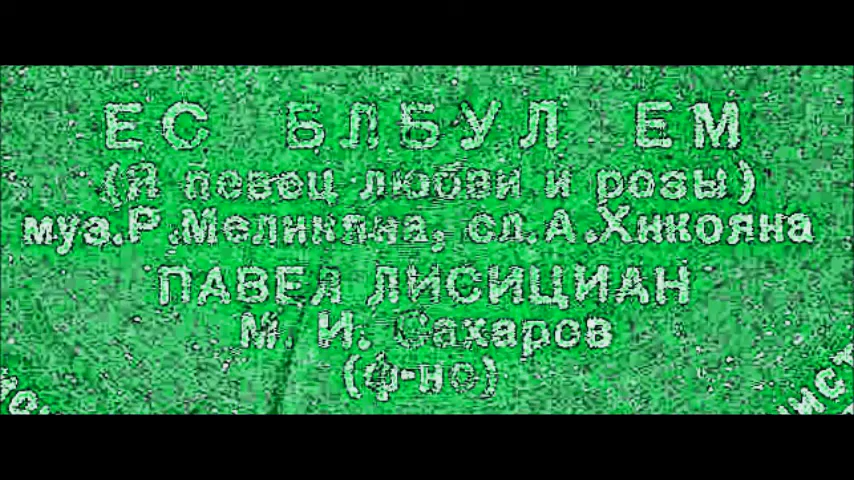 ЕС БЛБУЛ ЕМ
(Я певец любви и розы)
муз.Р.Меликяна, сл.А.Хнкояна
ПАВЕЛ ЛИСИЦИАН
М. И. Сахаров
(ф-но)